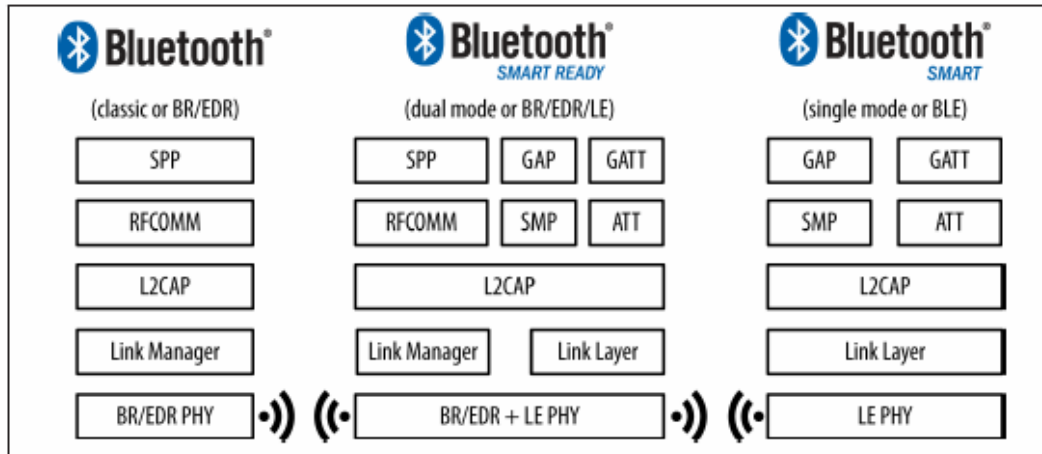 Bluetooth®
(classic or BR/EDR)
SPP
RFCOMM
L2CAP
Link Manager
BR/EDR PHY
Bluetooth®
SMART READY
(dual mode or BR/EDR/LE)
SPP GAP GATT
RFCOMM SMP ATT
L2CAP
Link Manager Link Layer
BR/EDR + LE PHY
Bluetooth®
SMART
(single mode or BLE)
GAP GATT
SMP ATT
L2CAP
Link Layer
LE PHY